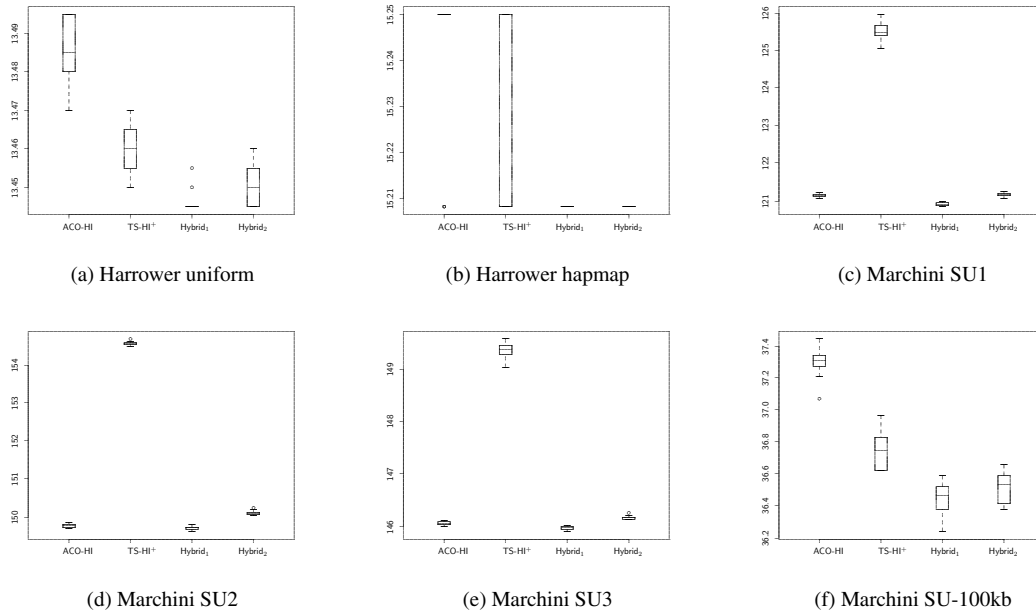 13.49
13.48
13.47
13.46
13.45
ACO-HI TS-HI⁺ Hybrid₁ Hybrid₂
(a) Harrower uniform
15.25
15.24
15.23
15.22
15.21
ACO-HI TS-HI⁺ Hybrid₁ Hybrid₂
(b) Harrower hapmap
126
125
124
123
122
121
ACO-HI TS-HI⁺ Hybrid₁ Hybrid₂
(c) Marchini SU1
154
153
152
151
150
ACO-HI TS-HI⁺ Hybrid₁ Hybrid₂
(d) Marchini SU2
149
148
147
146
ACO-HI TS-HI⁺ Hybrid₁ Hybrid₂
(e) Marchini SU3
37.4
37.2
37.0
36.8
36.6
36.4
36.2
ACO-HI TS-HI⁺ Hybrid₁ Hybrid₂
(f) Marchini SU-100kb